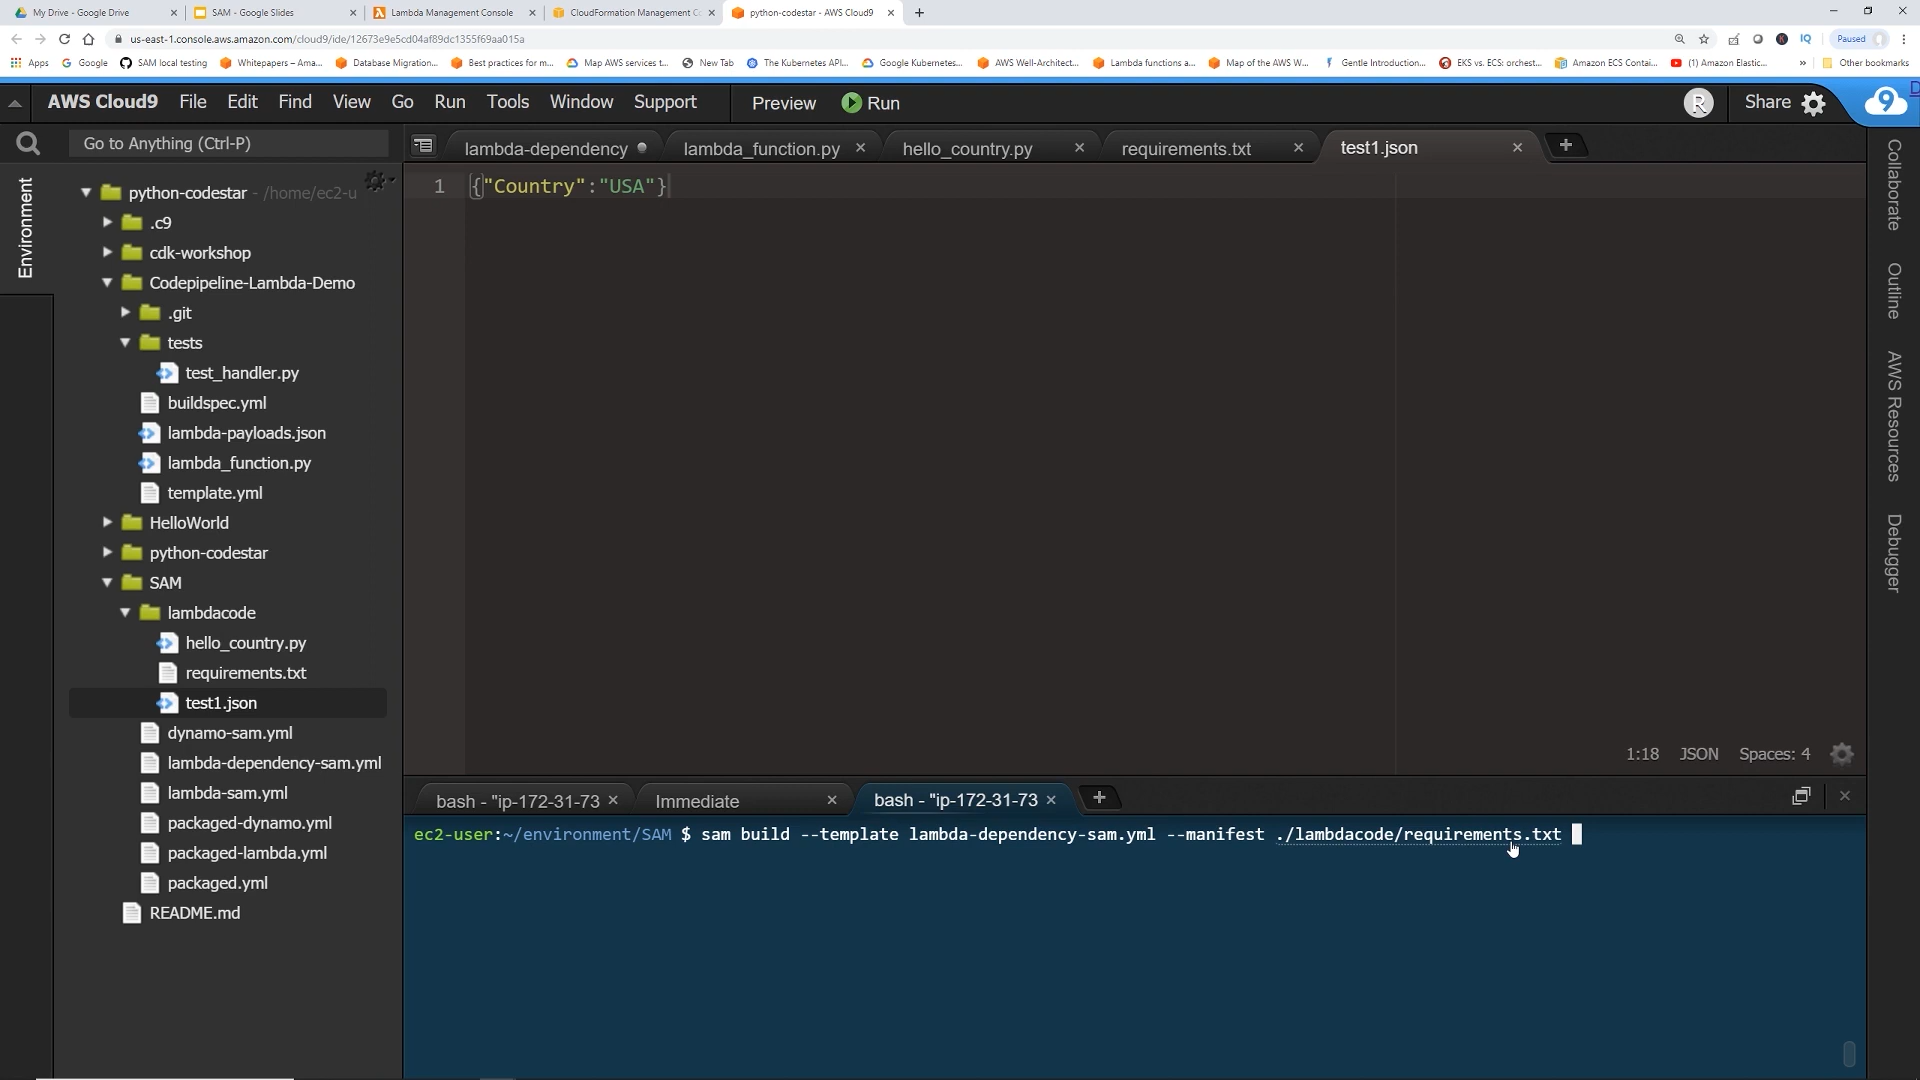 My Drive - Google Drive
SAM - Google Slides
Lambda Management Console
CloudFormation Management C
python-codestar - AWS Cloud9
us-east-1.console.aws.amazon.com/cloud9/ide/12673e9e5cd04af89dc1355f69aa015a
Paused
Apps
Google
SAM local testing
Whitepapers – Ama...
Database Migration...
Best practices for m...
Map AWS services t...
New Tab
The Kubernetes API...
Google Kubernetes...
AWS Well-Architect...
Lambda functions a...
Map of the AWS W...
Gentle Introduction...
EKS vs. ECS: orchest...
Amazon ECS Contai...
(1) Amazon Elastic...
»
Other bookmarks
AWS Cloud9 File Edit Find View Go Run Tools Window Support Preview Run
R
Share
9
Go to Anything (Ctrl-P)
lambda-dependency
lambda_function.py
hello_country.py
requirements.txt
test1.json
Environment
python-codestar - /home/ec2-u
.c9
cdk-workshop
Codepipeline-Lambda-Demo
.git
tests
test_handler.py
buildspec.yml
lambda-payloads.json
lambda_function.py
template.yml
HelloWorld
python-codestar
SAM
lambdacode
hello_country.py
requirements.txt
test1.json
dynamo-sam.yml
lambda-dependency-sam.yml
lambda-sam.yml
packaged-dynamo.yml
packaged-lambda.yml
packaged.yml
README.md
1 {"Country":"USA"}
1:18 JSON Spaces: 4
Collaborate
Outline
AWS Resources
Debugger
bash - "ip-172-31-73
Immediate
bash - "ip-172-31-73
ec2-user:~/environment/SAM $ sam build --template lambda-dependency-sam.yml --manifest ./lambdacode/requirements.txt